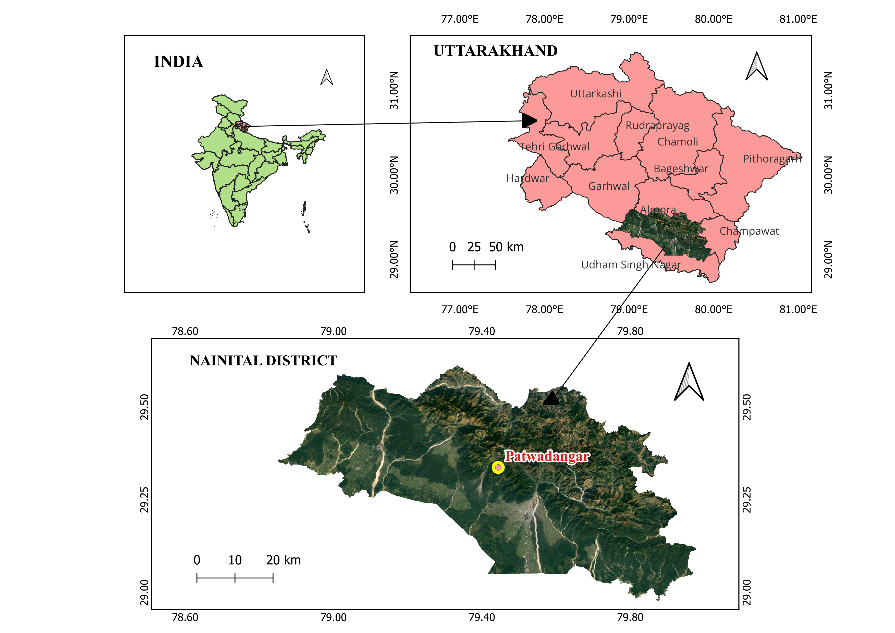 77.00°E 78.00°E 79.00°E 80.00°E 81.00°E
INDIA
UTTARAKHAND
31.00°N
30.00°N
29.00°N
Uttarkashi
Rudraprayag
Chamoli
Tehri Garhwal
Bageshwar
Pithoragarh
Hardwar
Garhwal
Almora
Champawat
Udham Singh Nagar
0 25 50 km
31.00°N
30.00°N
29.00°N
77.00°E 78.00°E 79.00°E 80.00°E 81.00°E
78.60 79.00 79.40 79.80
NAINITAL DISTRICT
29.50
29.25
29.00
Patwadangar
0 10 20 km
29.50
29.25
29.00
78.60 79.00 79.40 79.80